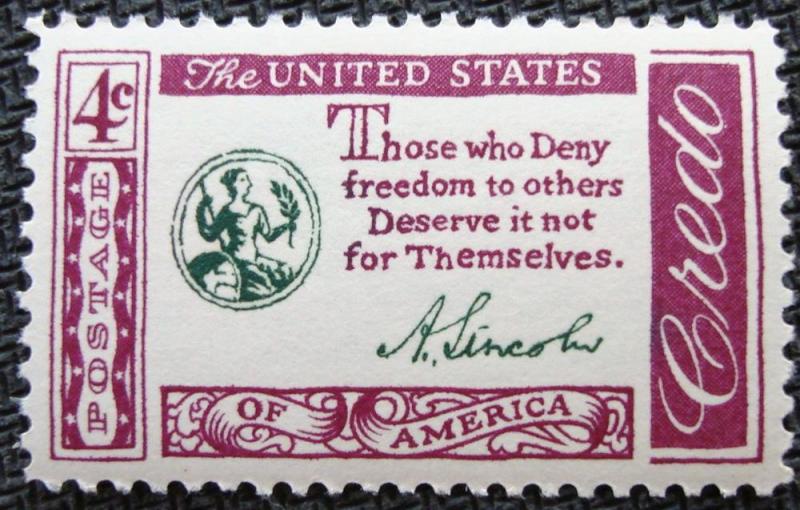 4c
POSTAGE
The UNITED STATES
Those who Deny
freedom to others
Deserve it not
for Themselves.
A. Lincoln
OF AMERICA
Credo